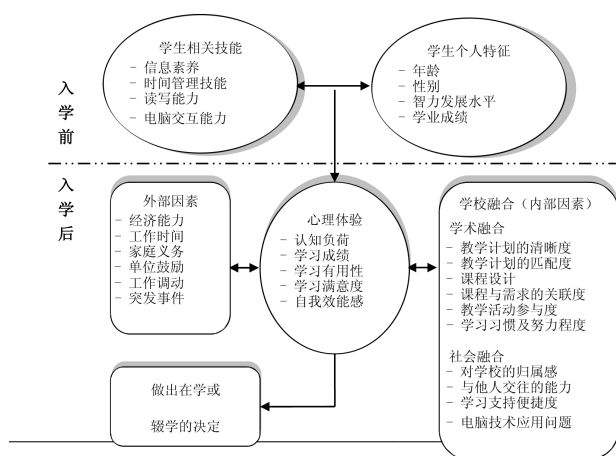 入
学
前
学生相关技能
- 信息素养
- 时间管理技能
- 读写能力
- 电脑交互能力
学生个人特征
- 年龄
- 性别
- 智力发展水平
- 学业成绩
入
学
后
外部因素
- 经济能力
- 工作时间
- 家庭义务
- 单位鼓励
- 工作调动
- 突发事件
心理体验
- 认知负荷
- 学习成绩
- 学习有用性
- 学习满意度
- 自我效能感
学校融合（内部因素）
学术融合
- 教学计划的清晰度
- 教学计划的匹配度
- 课程设计
- 课程与需求的关联度
- 教学活动参与度
- 学习习惯及努力程度
社会融合
- 对学校的归属感
- 与他人交往的能力
- 学习支持便捷度
- 电脑技术应用问题
做出在学或
辍学的决定